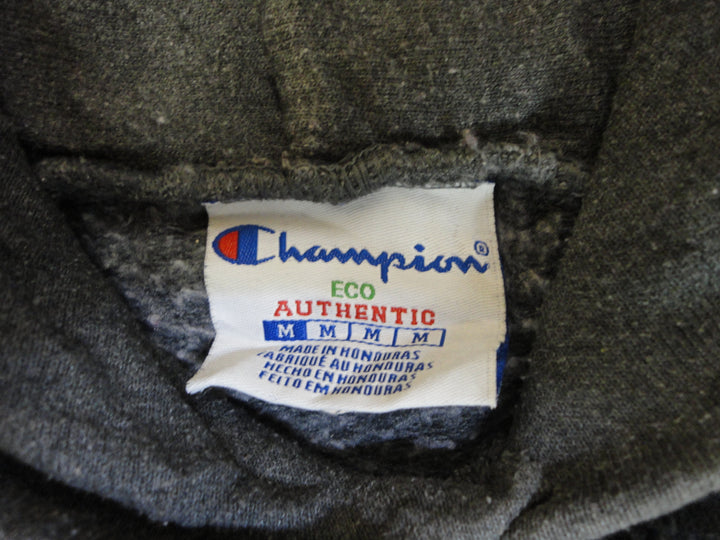 Champion®
ECO
AUTHENTIC
M M M M
MADE IN HONDURAS
FABRIQUÉ AU HONDURAS
HECHO EN HONDURAS
FEITO EM HONDURAS